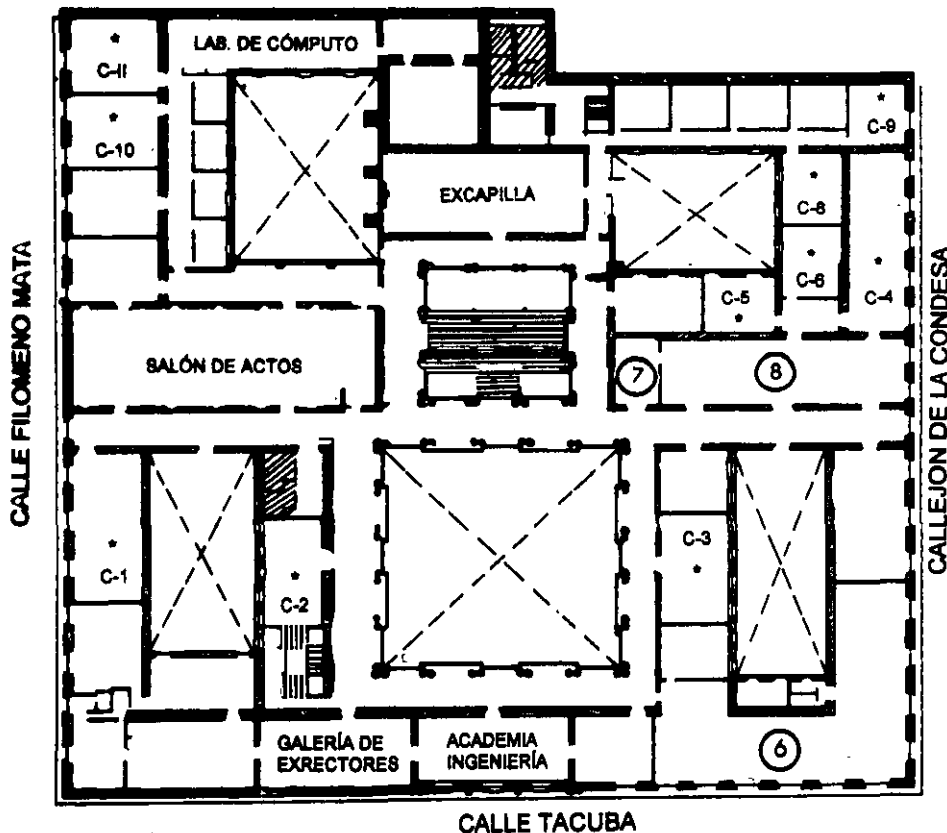 LAB. DE CÓMPUTO
C-11
C-10
C-9
EXCAPILLA
C-8
C-6
C-5
C-4
CALLE FILOMENO MATA
CALLEJON DE LA CONDESA
SALÓN DE ACTOS
7
8
C-1
C-2
C-3
GALERÍA DE
EXRECTORES
ACADEMIA
INGENIERÍA
6
CALLE TACUBA